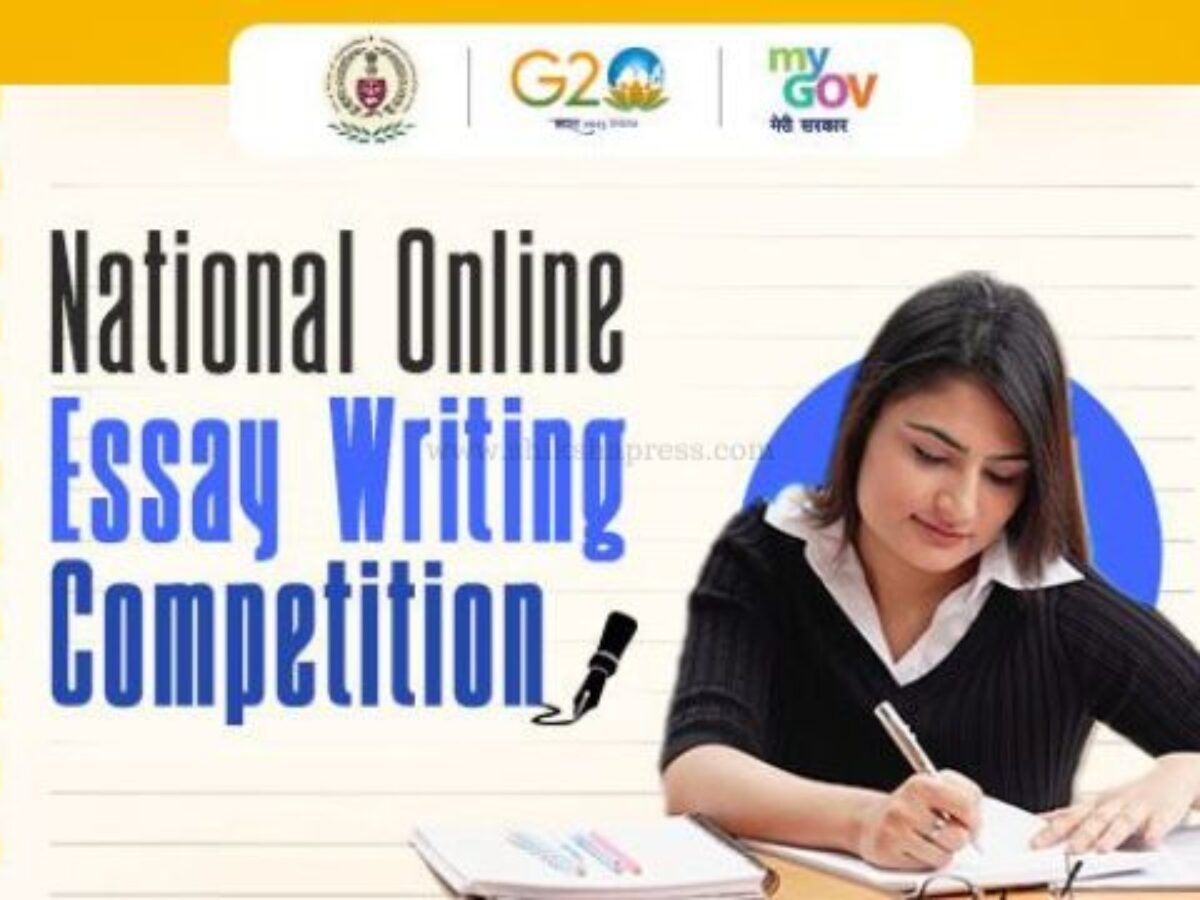 G20
my
GOV
मेरी सरकार
National Online
Essay Writing
Competition